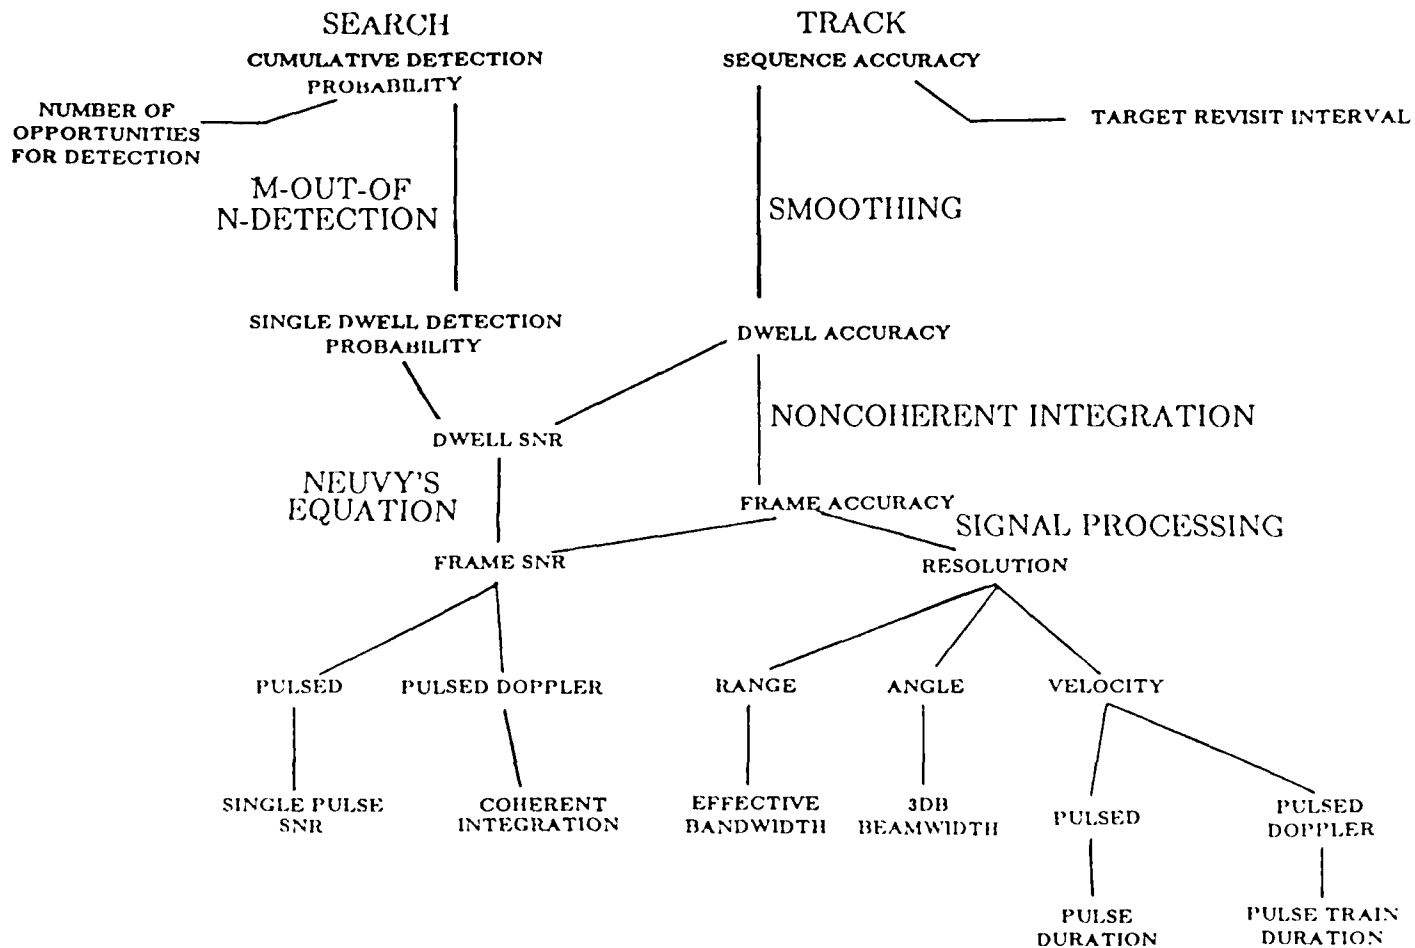 SEARCH
CUMULATIVE DETECTION
PROBABILITY
TRACK
SEQUENCE ACCURACY
NUMBER OF
OPPORTUNITIES
FOR DETECTION
TARGET REVISIT INTERVAL
M-OUT-OF
N-DETECTION
SMOOTHING
SINGLE DWELL DETECTION
PROBABILITY
DWELL ACCURACY
DWELL SNR
NONCOHERENT INTEGRATION
NEUVY'S
EQUATION
FRAME ACCURACY
SIGNAL PROCESSING
FRAME SNR
RESOLUTION
PULSED
PULSED DOPPLER
RANGE
ANGLE
VELOCITY
SINGLE PULSE
SNR
COHERENT
INTEGRATION
EFFECTIVE
BANDWIDTH
3DB
BEAMWIDTH
PULSED
PULSED
DOPPLER
PULSE
DURATION
PULSE TRAIN
DURATION